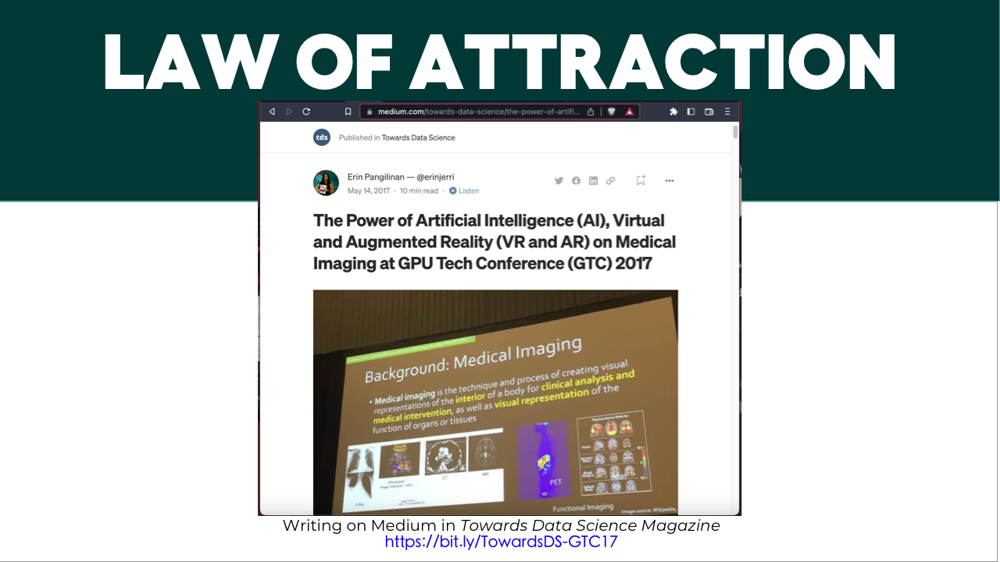 LAW OF ATTRACTION
medium.com/towards-data-science/the-power-of-artifi...
tds Published in Towards Data Science
Erin Pangilinan — @erinjerri
May 14, 2017 · 10 min read · Listen
The Power of Artificial Intelligence (AI), Virtual
and Augmented Reality (VR and AR) on Medical
Imaging at GPU Tech Conference (GTC) 2017
Background: Medical Imaging
• Medical imaging is the technique and process of creating visual
representations of the interior of a body for clinical analysis and
medical intervention, as well as visual representation of the
function of organs or tissues
X-Ray
CT
MRI
PET
Functional Imaging
Image source: Wikipedia,
Writing on Medium in Towards Data Science Magazine
https://bit.ly/TowardsDS-GTC17